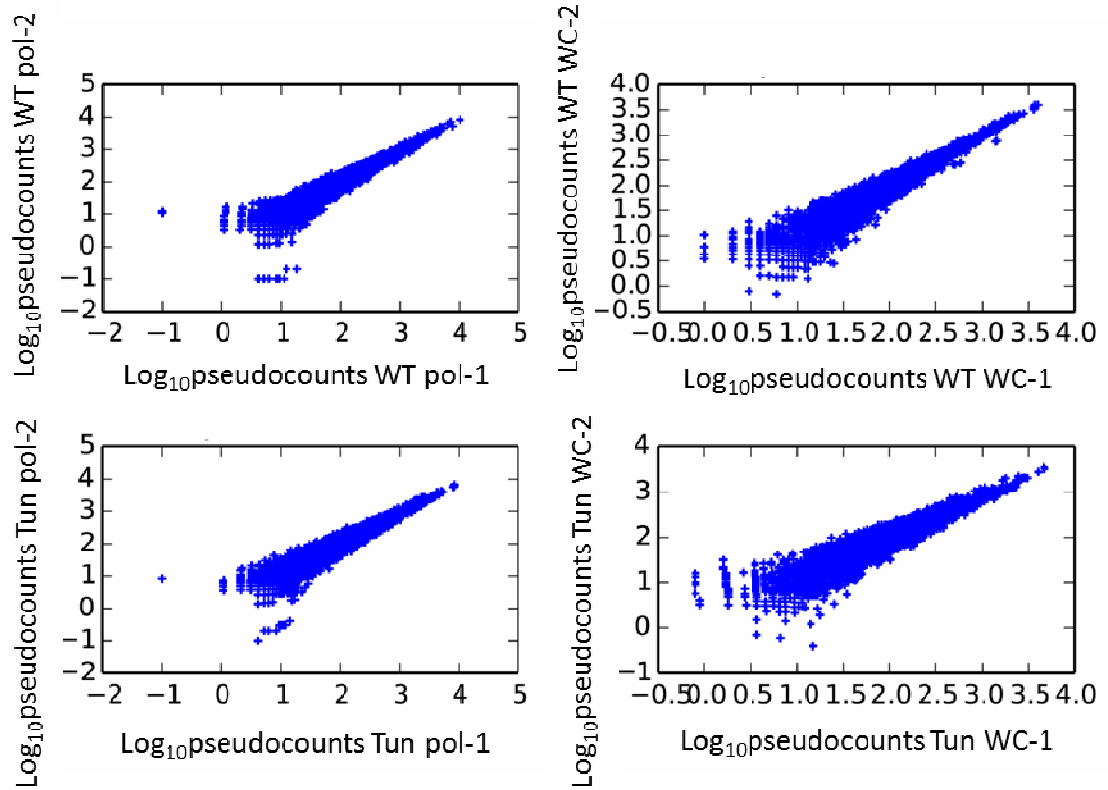 Log10pseudocounts WT pol-2
5
4
3
2
1
0
−1
−2
−2 −1 0 1 2 3 4 5
Log10pseudocounts WT pol-1
Log10pseudocounts WT WC-2
4.0
3.5
3.0
2.5
2.0
1.5
1.0
0.5
0.0
−0.5
−0.5 0.0 0.5 1.0 1.5 2.0 2.5 3.0 3.5 4.0
Log10pseudocounts WT WC-1
Log10pseudocounts Tun pol-2
5
4
3
2
1
0
−1
−2
−2 −1 0 1 2 3 4 5
Log10pseudocounts Tun pol-1
Log10pseudocounts Tun WC-2
4
3
2
1
0
−1
−0.5 0.0 0.5 1.0 1.5 2.0 2.5 3.0 3.5 4.0
Log10pseudocounts Tun WC-1